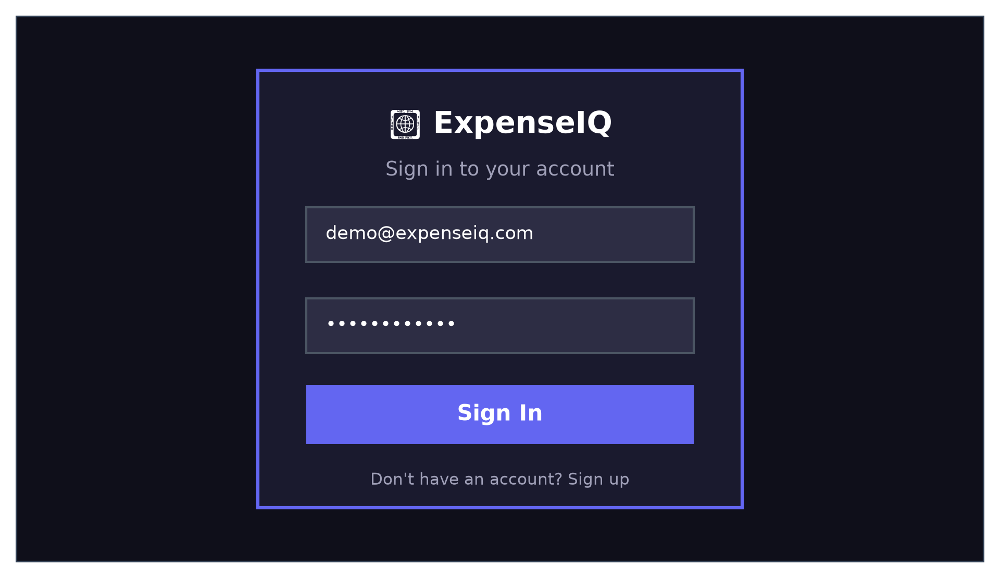 ExpenseIQ
Sign in to your account
demo@expenseiq.com
••••••••••••
Sign In
Don't have an account? Sign up